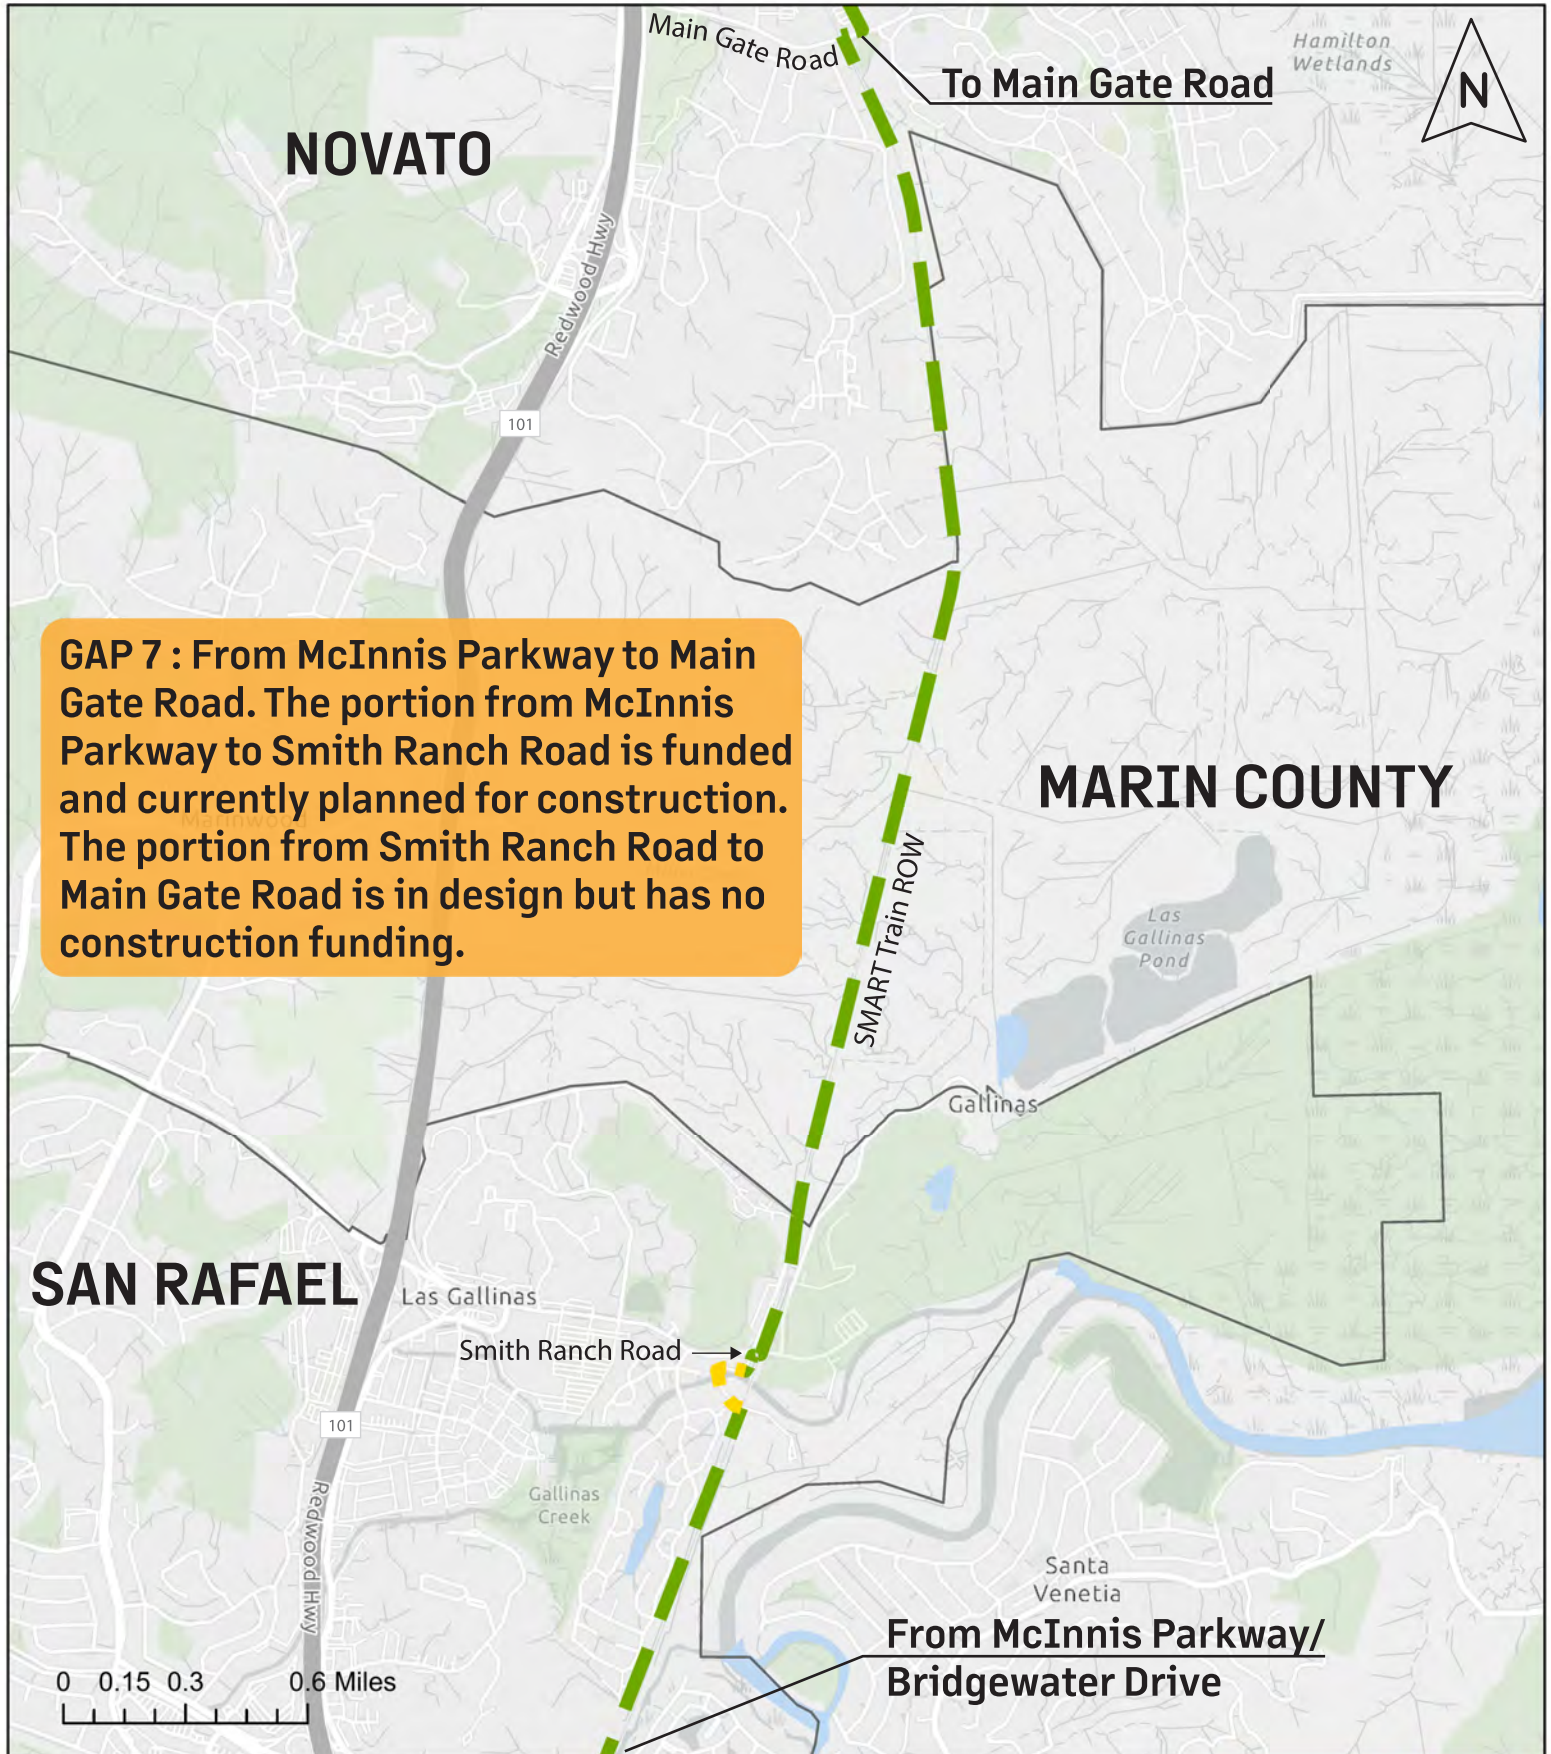 Main Gate Road
Hamilton
Wetlands
To Main Gate Road
N
NOVATO
Redwood Hwy
101
GAP 7 : From McInnis Parkway to Main
Gate Road. The portion from McInnis
Parkway to Smith Ranch Road is funded
and currently planned for construction.
The portion from Smith Ranch Road to
Main Gate Road is in design but has no
construction funding.
Marinwood
MARIN COUNTY
SMART Train ROW
Las
Gallinas
Pond
Gallinas
SAN RAFAEL
Las Gallinas
Smith Ranch Road
101
Redwood Hwy
Gallinas
Creek
Santa
Venetia
From McInnis Parkway/
Bridgewater Drive
0 0.15 0.3 0.6 Miles